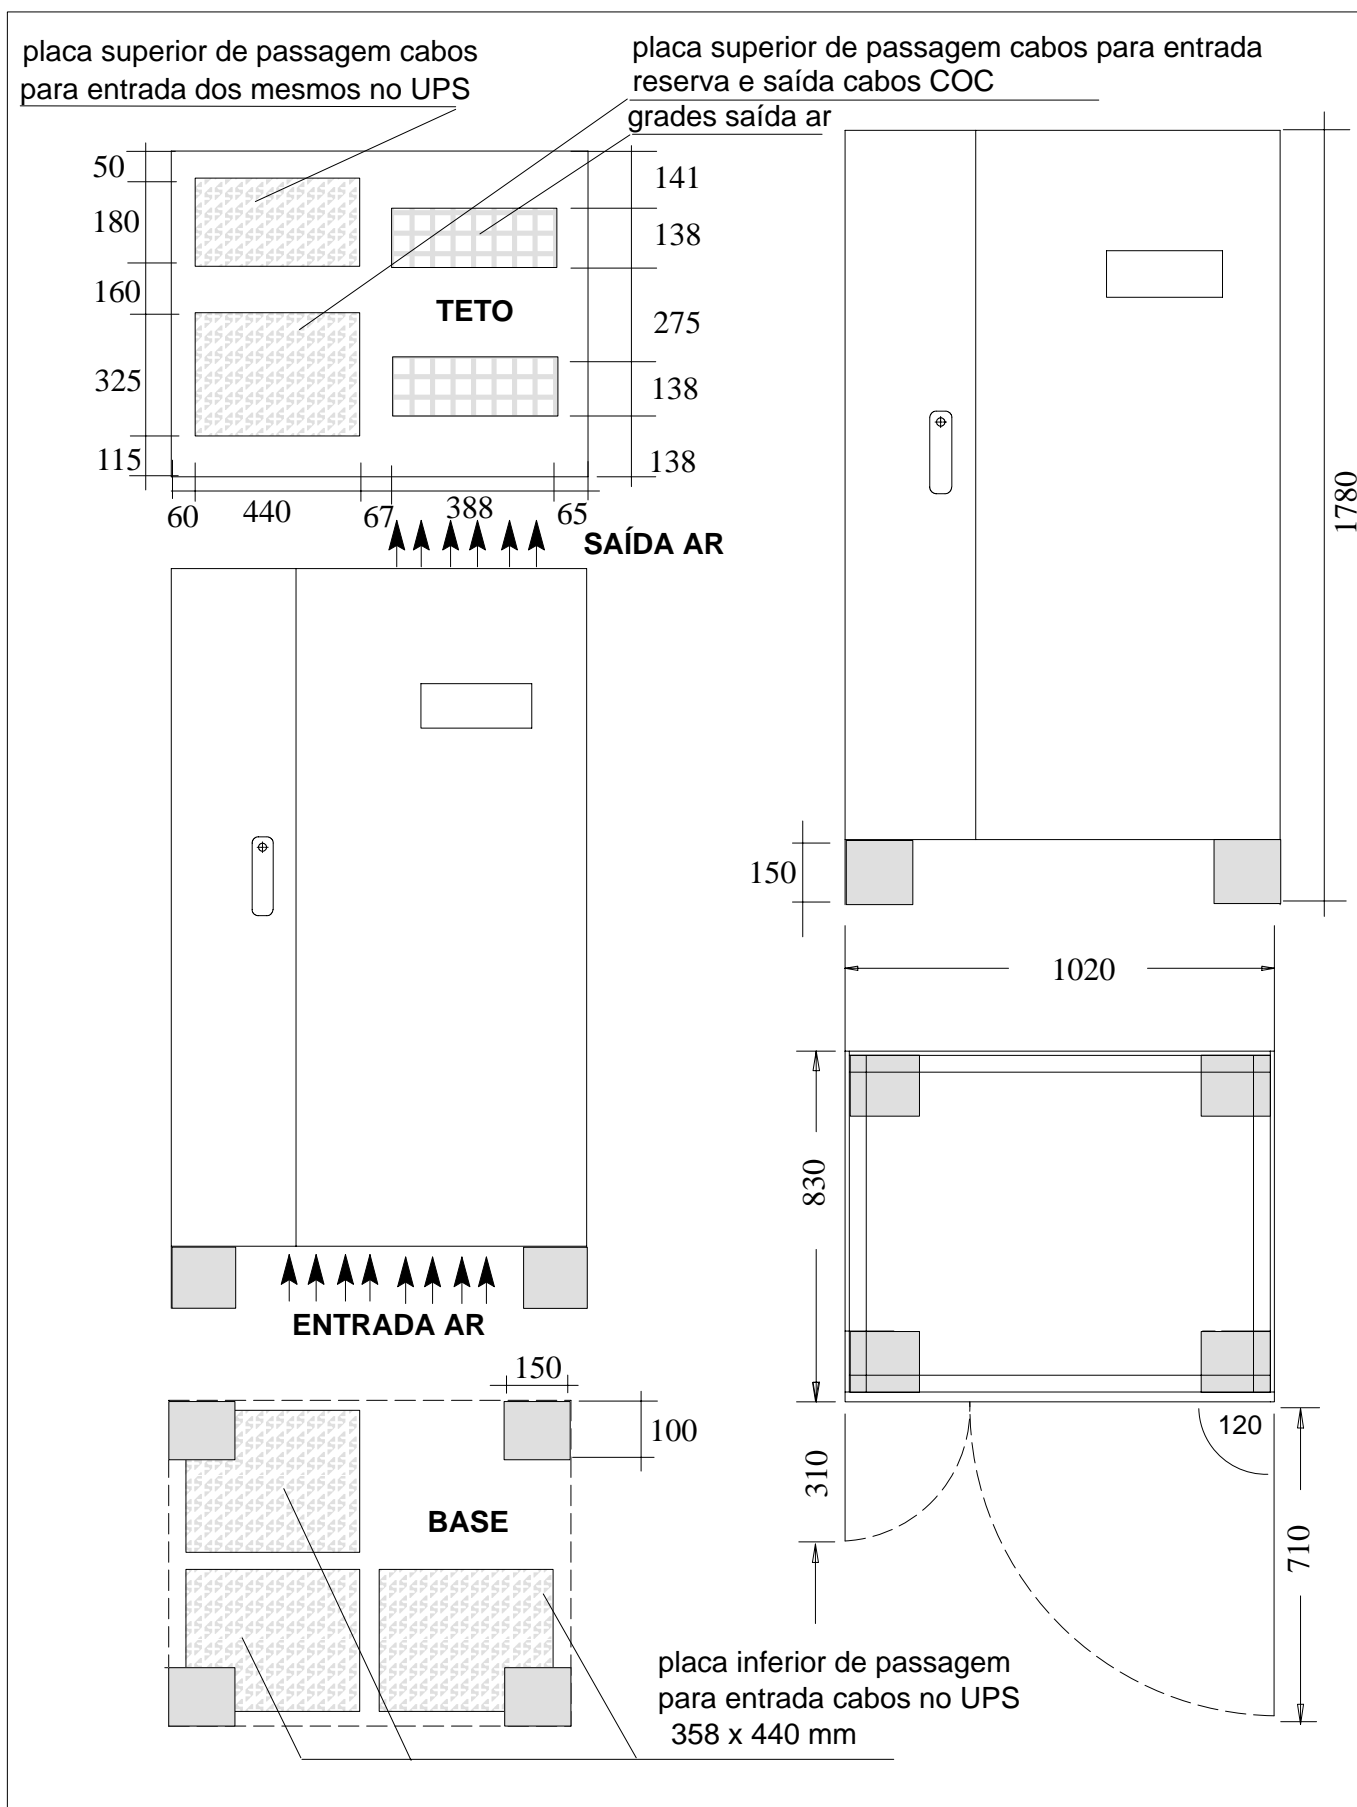 placa superior de passagem cabos
para entrada dos mesmos no UPS
placa superior de passagem cabos para entrada
reserva e saída cabos COC
grades saída ar
50
180
160
325
115
TETO
141
138
275
138
138
60
440
67
388
65
SAÍDA AR
1780
150
ENTRADA AR
1020
830
310
120
710
150
100
BASE
placa inferior de passagem
para entrada cabos no UPS
358 x 440 mm